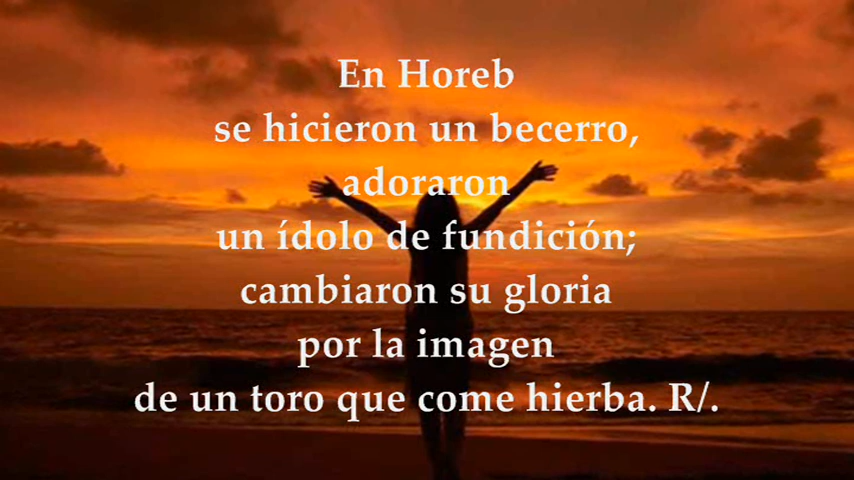 En Horeb
se hicieron un becerro,
adoraron
un ídolo de fundición;
cambiaron su gloria
por la imagen
de un toro que come hierba. R/.